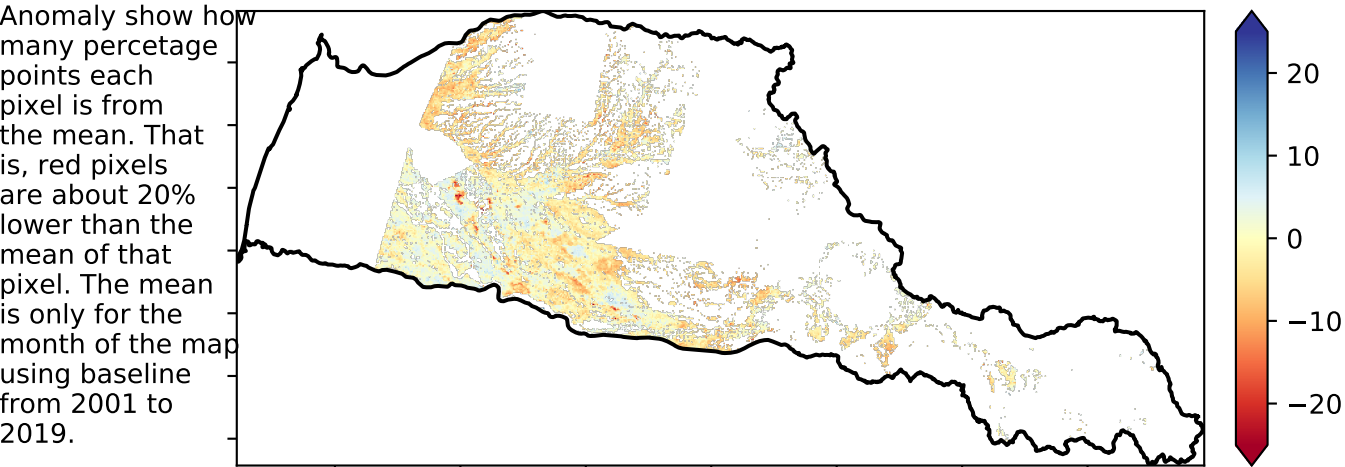 Anomaly show how
many percetage
points each
pixel is from
the mean. That
is, red pixels
are about 20%
lower than the
mean of that
pixel. The mean
is only for the
month of the map
using baseline
from 2001 to
2019.
20
10
0
−10
−20